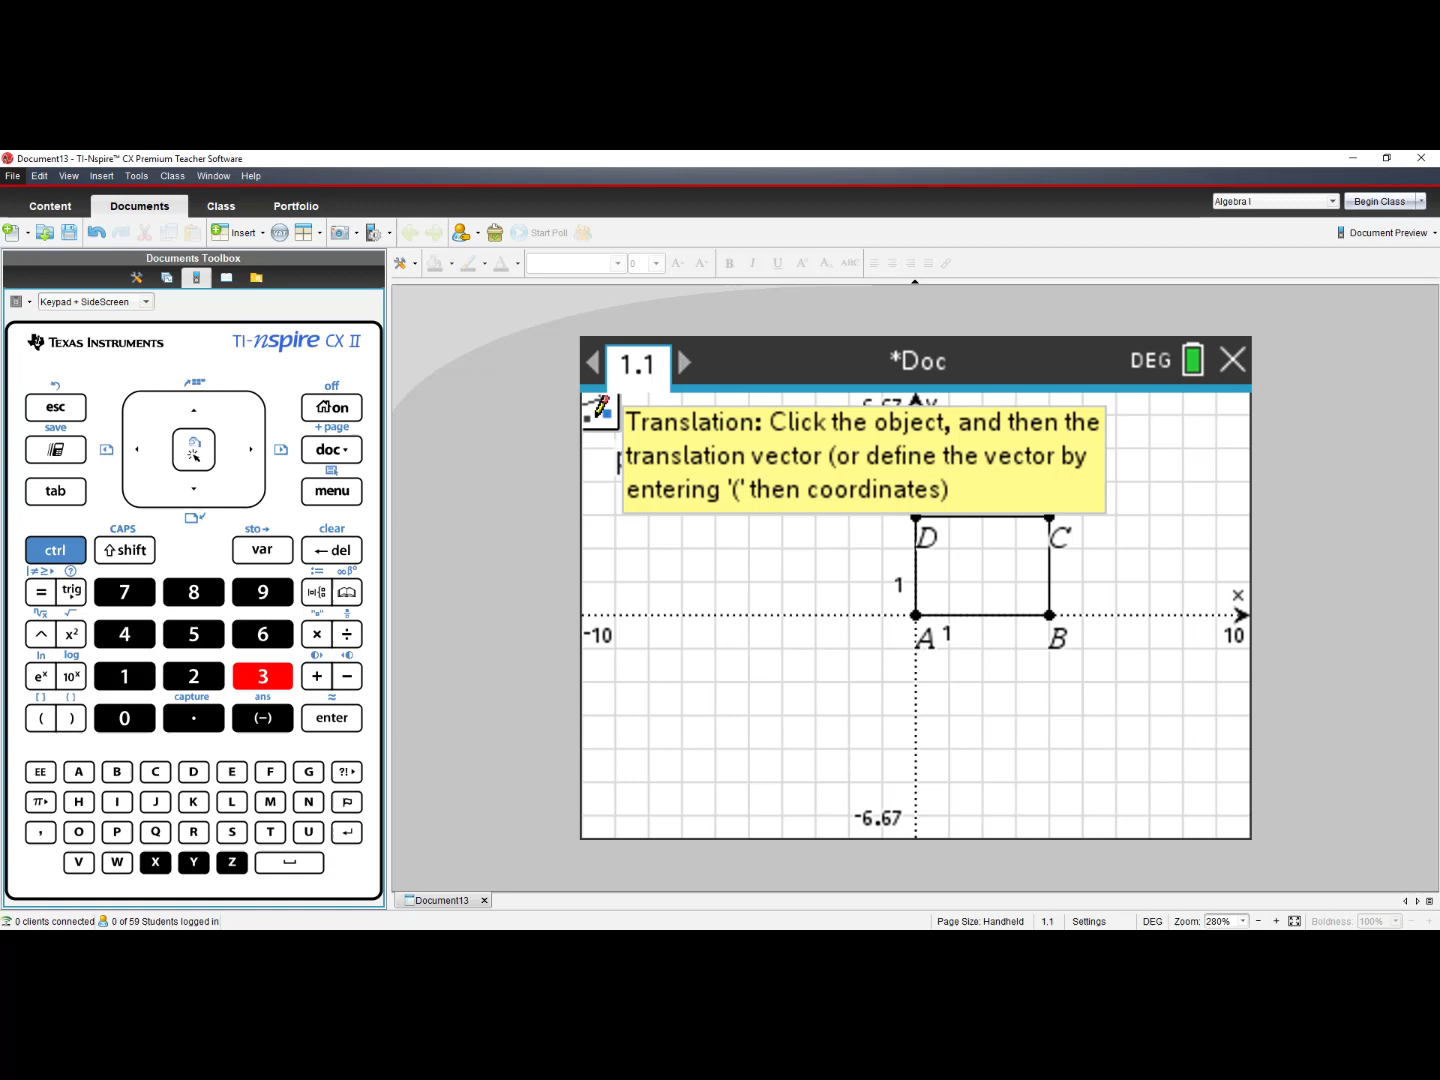 Document13 - TI-Nspire™ CX Premium Teacher Software
File Edit View Insert Tools Class Window Help
Content Documents Class Portfolio
Algebra I Begin Class
Insert Start Poll Document Preview
Documents Toolbox
0 A- A+ B I U ABC
Keypad + SideScreen
TEXAS INSTRUMENTS TI-nspire CX II
off
esc on
save + page
doc
tab menu
CAPS sto→ clear
ctrl shift var ← del
= trig 7 8 9
^ x² 4 5 6 × ÷
ln log
eˣ 10ˣ 1 2 3 + −
[ ] { } capture ans ≈
( ) 0 . (−) enter
EE A B C D E F G ?!
π H I J K L M N
, O P Q R S T U
V W X Y Z
1.1 *Doc DEG
6.67 y
Translation: Click the object, and then the
translation vector (or define the vector by
entering '(' then coordinates)
D C
1
x
-10 10
A 1 B
-6.67
Document13
0 clients connected 0 of 59 Students logged in Page Size: Handheld 1.1 Settings DEG Zoom: 280% Boldness: 100%